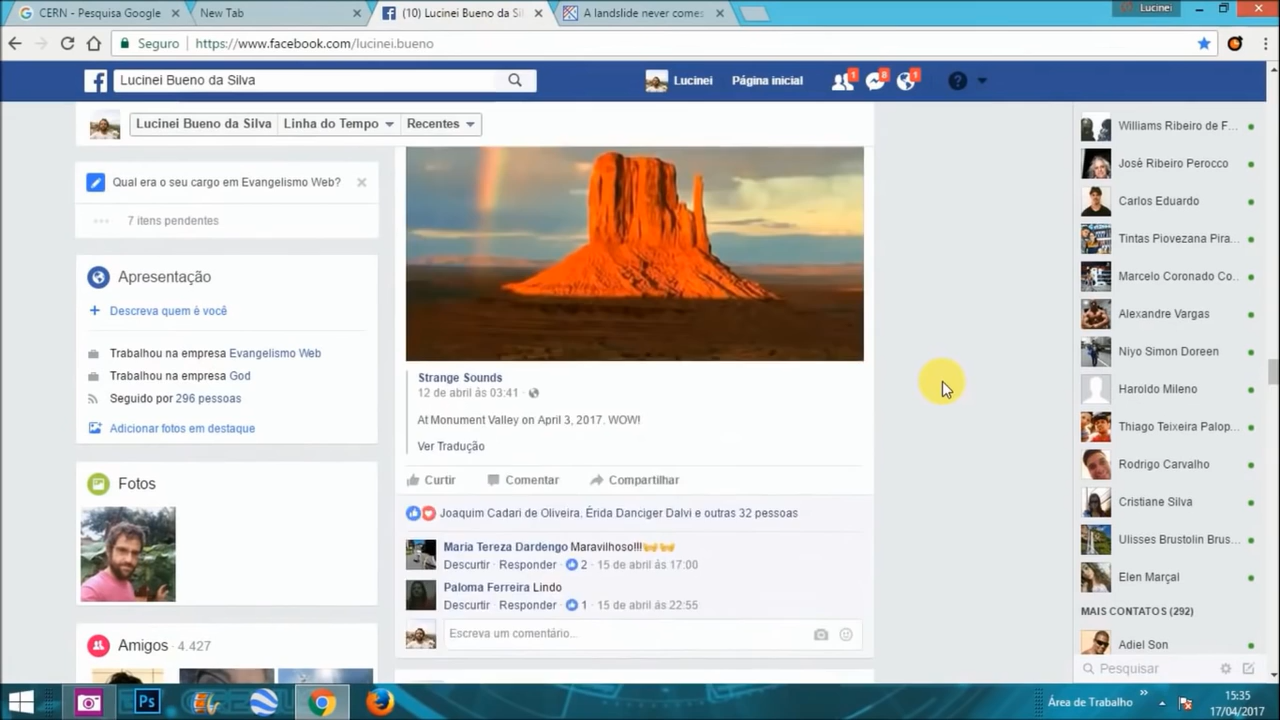 CERN - Pesquisa Google
New Tab
(10) Lucinei Bueno da Sil
A landslide never comes
Lucinei
Seguro
https://www.facebook.com/lucinei.bueno
Lucinei Bueno da Silva
Lucinei
Página inicial
1
8
1
Lucinei Bueno da Silva
Linha do Tempo
Recentes
Qual era o seu cargo em Evangelismo Web?
7 itens pendentes
Apresentação
Descreva quem é você
Trabalhou na empresa Evangelismo Web
Trabalhou na empresa God
Seguido por 296 pessoas
Adicionar fotos em destaque
Fotos
Amigos · 4.427
Strange Sounds
12 de abril às 03:41 ·
At Monument Valley on April 3, 2017. WOW!
Ver Tradução
Curtir
Comentar
Compartilhar
Joaquim Cadari de Oliveira, Érida Danciger Dalvi e outras 32 pessoas
Maria Tereza Dardengo Maravilhoso!!!
Descurtir · Responder · 2 · 15 de abril às 17:00
Paloma Ferreira Lindo
Descurtir · Responder · 1 · 15 de abril às 22:55
Escreva um comentário...
Williams Ribeiro de F...
José Ribeiro Perocco
Carlos Eduardo
Tintas Piovezana Pira...
Marcelo Coronado Co...
Alexandre Vargas
Niyo Simon Doreen
Haroldo Mileno
Thiago Teixeira Palop...
Rodrigo Carvalho
Cristiane Silva
Ulisses Brustolin Brus...
Elen Marçal
MAIS CONTATOS (292)
Adiel Son
Pesquisar
Ps
Área de Trabalho
15:35
17/04/2017